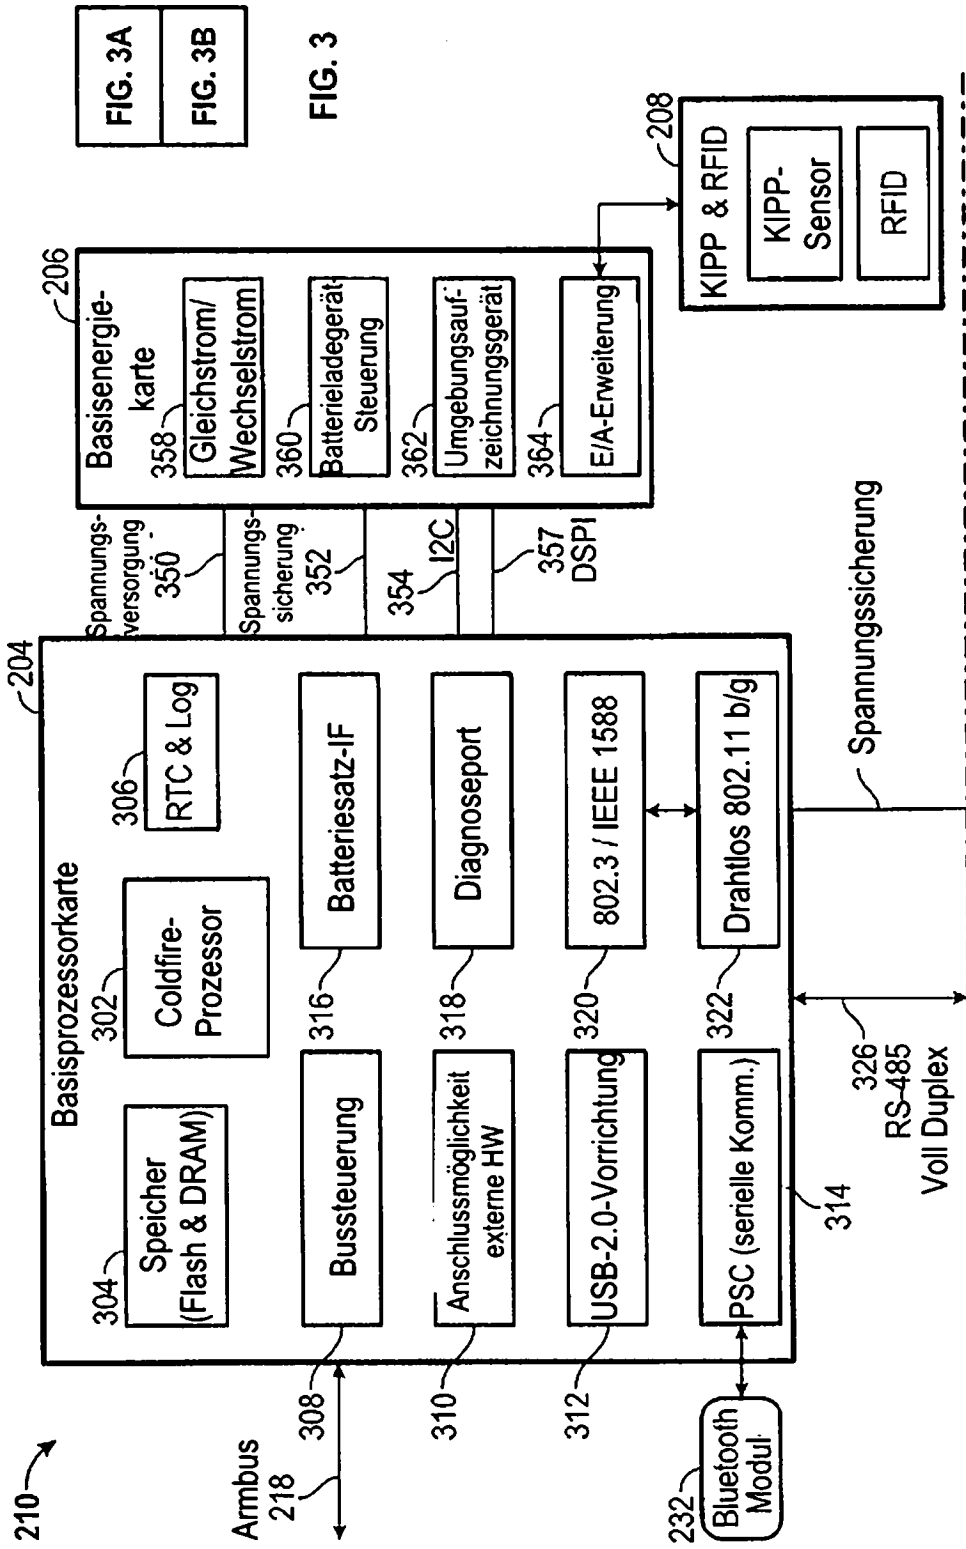 210
Armbus
218
Basisprozessorkarte
204
304
Speicher
(Flash & DRAM)
302
Coldfire-
Prozessor
306
RTC & Log
308
Bussteuerung
316
Batteriesatz-IF
310
Anschlussmöglichkeit
externe HW
318
Diagnoseport
312
USB-2.0-Vorrichtung
320
802.3 / IEEE 1588
314
PSC (serielle Komm.)
322
Drahtlos 802.11 b/g
232
Bluetooth
Modul
326
RS-485
Voll Duplex
Spannungssicherung
Spannungs-
versorgung
350
Spannungs-
sicherung
352
354
I2C
357
DSPI
206
Basisenergie-
karte
358
Gleichstrom/
Wechselstrom
360
Batterieladegerät-
Steuerung
362
Umgebungsauf-
zeichnungsgerät
364
E/A-Erweiterung
208
KIPP & RFID
KIPP-
Sensor
RFID
FIG. 3A
FIG. 3B
FIG. 3